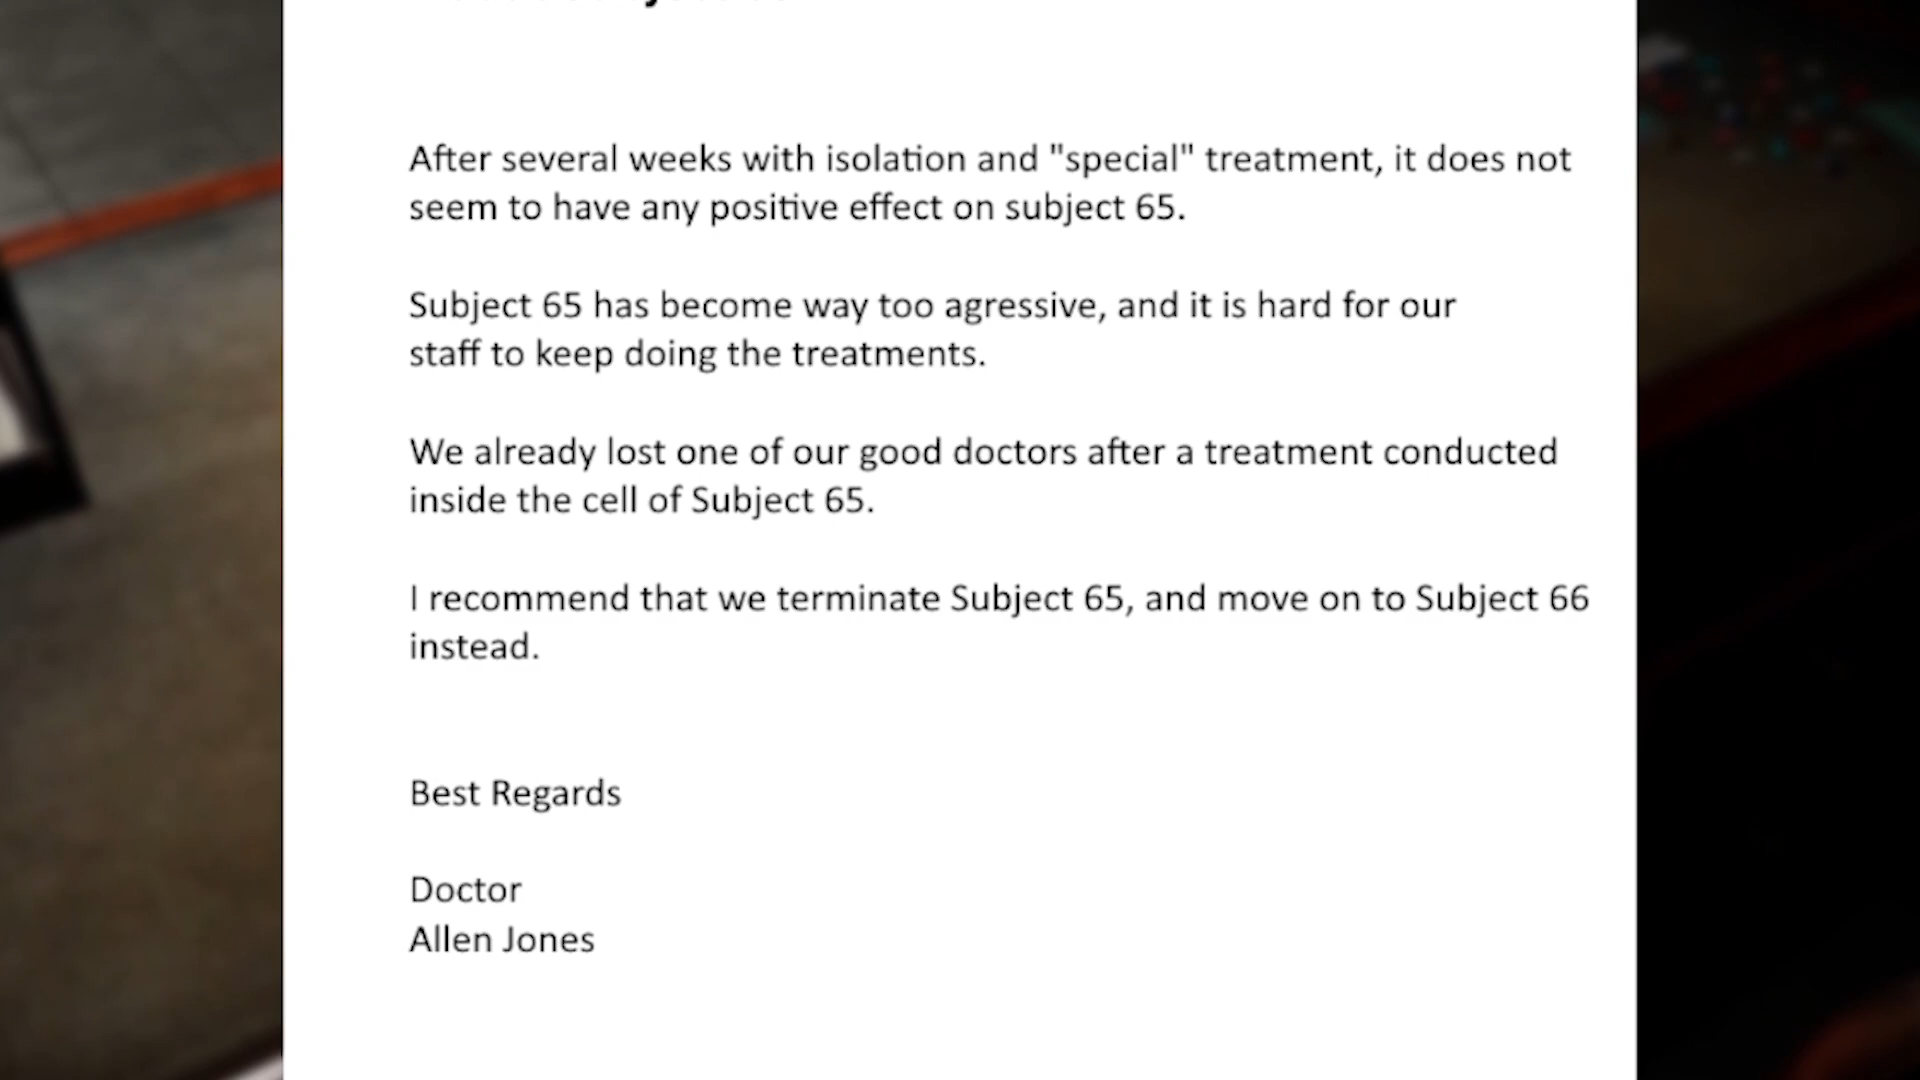 After several weeks with isolation and "special" treatment, it does not
seem to have any positive effect on subject 65.
Subject 65 has become way too agressive, and it is hard for our
staff to keep doing the treatments.
We already lost one of our good doctors after a treatment conducted
inside the cell of Subject 65.
I recommend that we terminate Subject 65, and move on to Subject 66
instead.
Best Regards
Doctor
Allen Jones